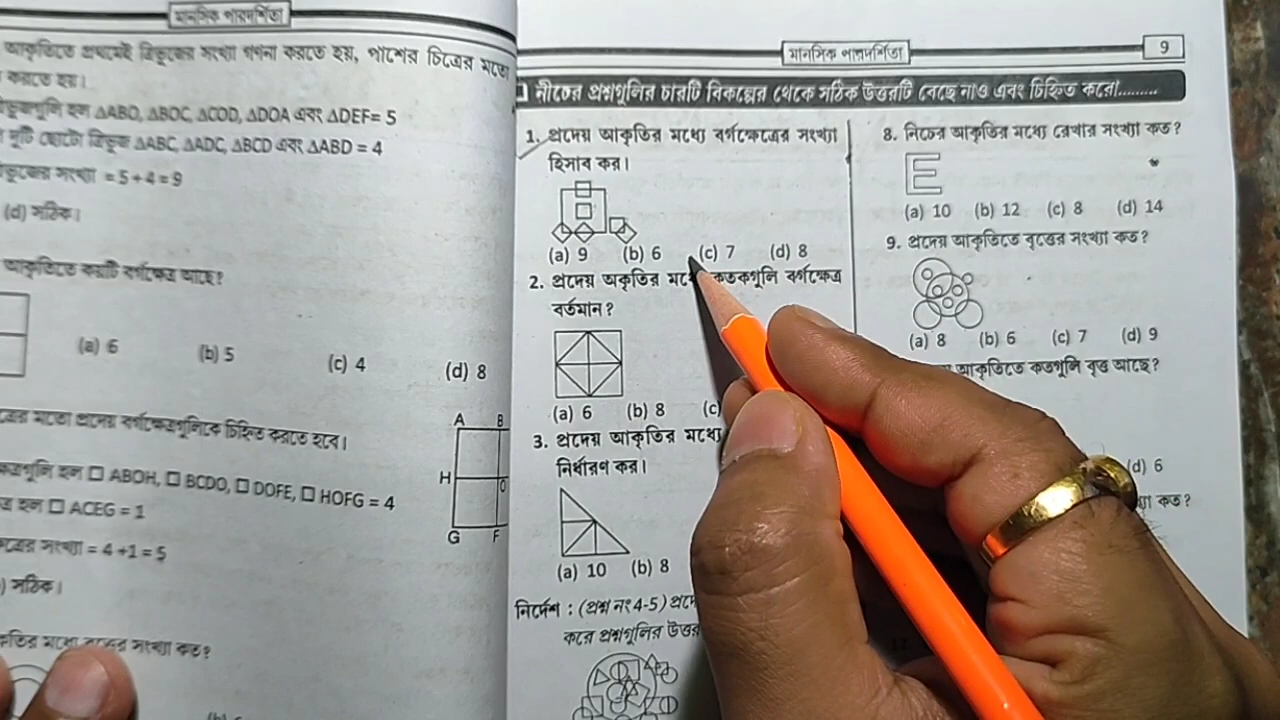 মানসিক পারদর্শিতা
আকৃতিতে প্রথমেই ত্রিভুজের সংখ্যা গণনা করতে হয়, পাশের চিত্রের মতো
করতে হয়।
ত্রিভুজগুলি হল ΔABO, ΔBOC, ΔCOD, ΔDOA এবং ΔDEF= 5
দুটি ছোটো ত্রিভুজ ΔABC, ΔADC, ΔBCD এবং ΔABD = 4
সংখ্যা = 5+4=9
(d) সঠিক।
আকৃতিতে কয়টি বর্গক্ষেত্র আছে?
(a) 6 (b) 5 (c) 4 (d) 8
মতো প্রদেয় বর্গক্ষেত্রগুলিকে চিহ্নিত করতে হবে।
হল □ ABOH, □ BCDO, □ DOFE, □ HOFG = 4
হল □ ACEG = 1
সংখ্যা = 4+1=5
সঠিক।
A B
H O
G F
মধ্যে সংখ্যা কত?
মানসিক পারদর্শিতা
9
নীচের প্রশ্নগুলির চারটি বিকল্পের থেকে সঠিক উত্তরটি বেছে নাও এবং চিহ্নিত করো.........
1. প্রদেয় আকৃতির মধ্যে বর্গক্ষেত্রের সংখ্যা
হিসাব কর।
(a) 9 (b) 6 (c) 7 (d) 8
2. প্রদেয় অকৃতির মধ্যে কতকগুলি বর্গক্ষেত্র
বর্তমান?
(a) 6 (b) 8 (c)
3. প্রদেয় আকৃতির মধ্যে
নির্ধারণ কর।
(a) 10 (b) 8
নির্দেশ : (প্রশ্ন নং 4-5)
করে প্রশ্নগুলির উত্তর
8. নিচের আকৃতির মধ্যে রেখার সংখ্যা কত?
(a) 10 (b) 12 (c) 8 (d) 14
9. প্রদেয় আকৃতিতে বৃত্তের সংখ্যা কত?
(a) 8 (b) 6 (c) 7 (d) 9
আকৃতিতে কতগুলি বৃত্ত আছে?
(d) 6
কত?